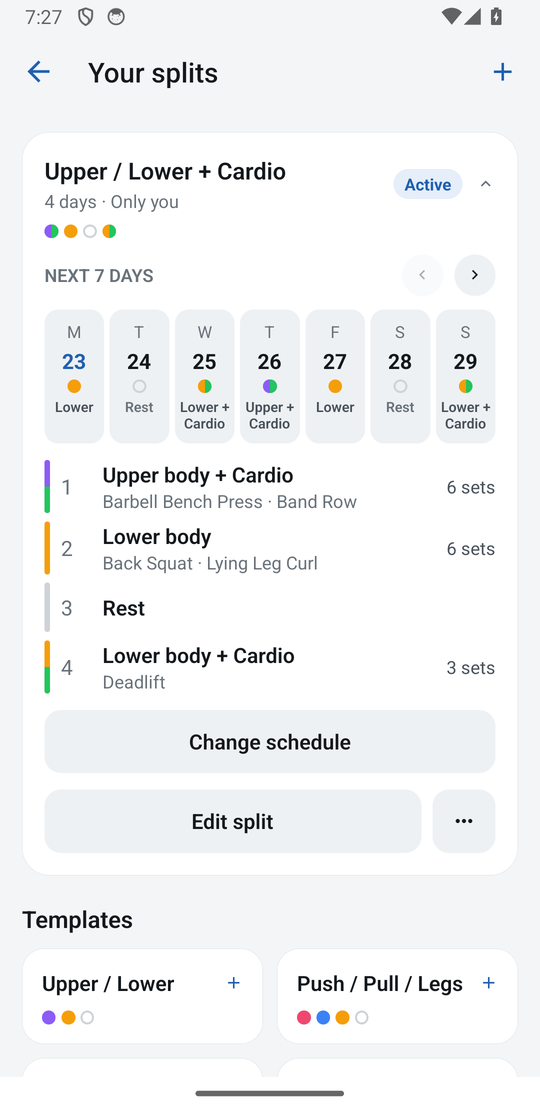 7:27
Your splits
Upper / Lower + Cardio
4 days · Only you
Active
NEXT 7 DAYS
M T W T F S S
23 24 25 26 27 28 29
Lower Rest Lower + Upper + Lower Rest Lower +
Cardio Cardio Cardio
1 Upper body + Cardio 6 sets
Barbell Bench Press · Band Row
2 Lower body 6 sets
Back Squat · Lying Leg Curl
3 Rest
4 Lower body + Cardio 3 sets
Deadlift
Change schedule
Edit split
Templates
Upper / Lower + Push / Pull / Legs +